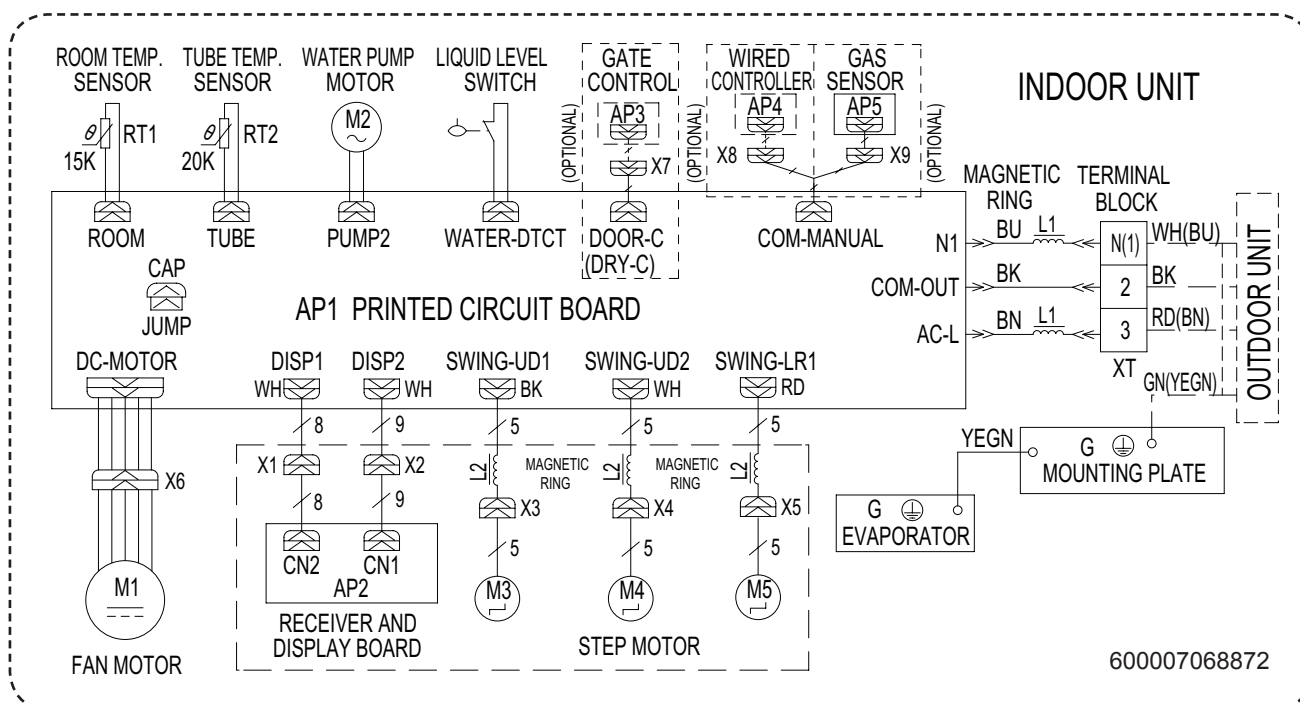 ROOM TEMP.
SENSOR
TUBE TEMP.
SENSOR
WATER PUMP
MOTOR
LIQUID LEVEL
SWITCH
GATE
CONTROL
WIRED
CONTROLLER
GAS
SENSOR
INDOOR UNIT
θ RT1
15K
θ RT2
20K
M2
~
(OPTIONAL)
AP3
X7
(OPTIONAL)
AP4
AP5
X8
X9
(OPTIONAL)
ROOM
TUBE
PUMP2
WATER-DTCT
DOOR-C
(DRY-C)
COM-MANUAL
MAGNETIC
RING
TERMINAL
BLOCK
N1
BU
L1
N(1)
WH(BU)
COM-OUT
BK
2
BK
AC-L
BN
L1
3
RD(BN)
XT
GN(YEGN)
OUTDOOR UNIT
CAP
JUMP
AP1 PRINTED CIRCUIT BOARD
DC-MOTOR
DISP1
DISP2
SWING-UD1
SWING-UD2
SWING-LR1
WH
WH
BK
WH
RD
8
9
5
5
5
X6
X1
X2
L2
MAGNETIC
RING
L2
MAGNETIC
RING
L2
8
9
X3
X4
X5
5
5
5
CN2
CN1
AP2
M1
M3
M4
M5
RECEIVER AND
DISPLAY BOARD
STEP MOTOR
FAN MOTOR
YEGN
G
MOUNTING PLATE
G
EVAPORATOR
600007068872